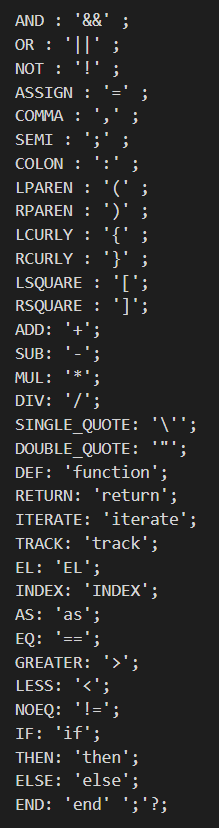 AND : '&&' ;
OR : '||' ;
NOT : '!' ;
ASSIGN : '=' ;
COMMA : ',' ;
SEMI : ';' ;
COLON : ':' ;
LPAREN : '(' ;
RPAREN : ')' ;
LCURLY : '{' ;
RCURLY : '}' ;
LSQUARE : '[';
RSQUARE : ']';
ADD: '+';
SUB: '-';
MUL: '*';
DIV: '/';
SINGLE_QUOTE: '\'';
DOUBLE_QUOTE: '"';
DEF: 'function';
RETURN: 'return';
ITERATE: 'iterate';
TRACK: 'track';
EL: 'EL';
INDEX: 'INDEX';
AS: 'as';
EQ: '==';
GREATER: '>';
LESS: '<';
NOEQ: '!=';
IF: 'if';
THEN: 'then';
ELSE: 'else';
END: 'end' ';'?;